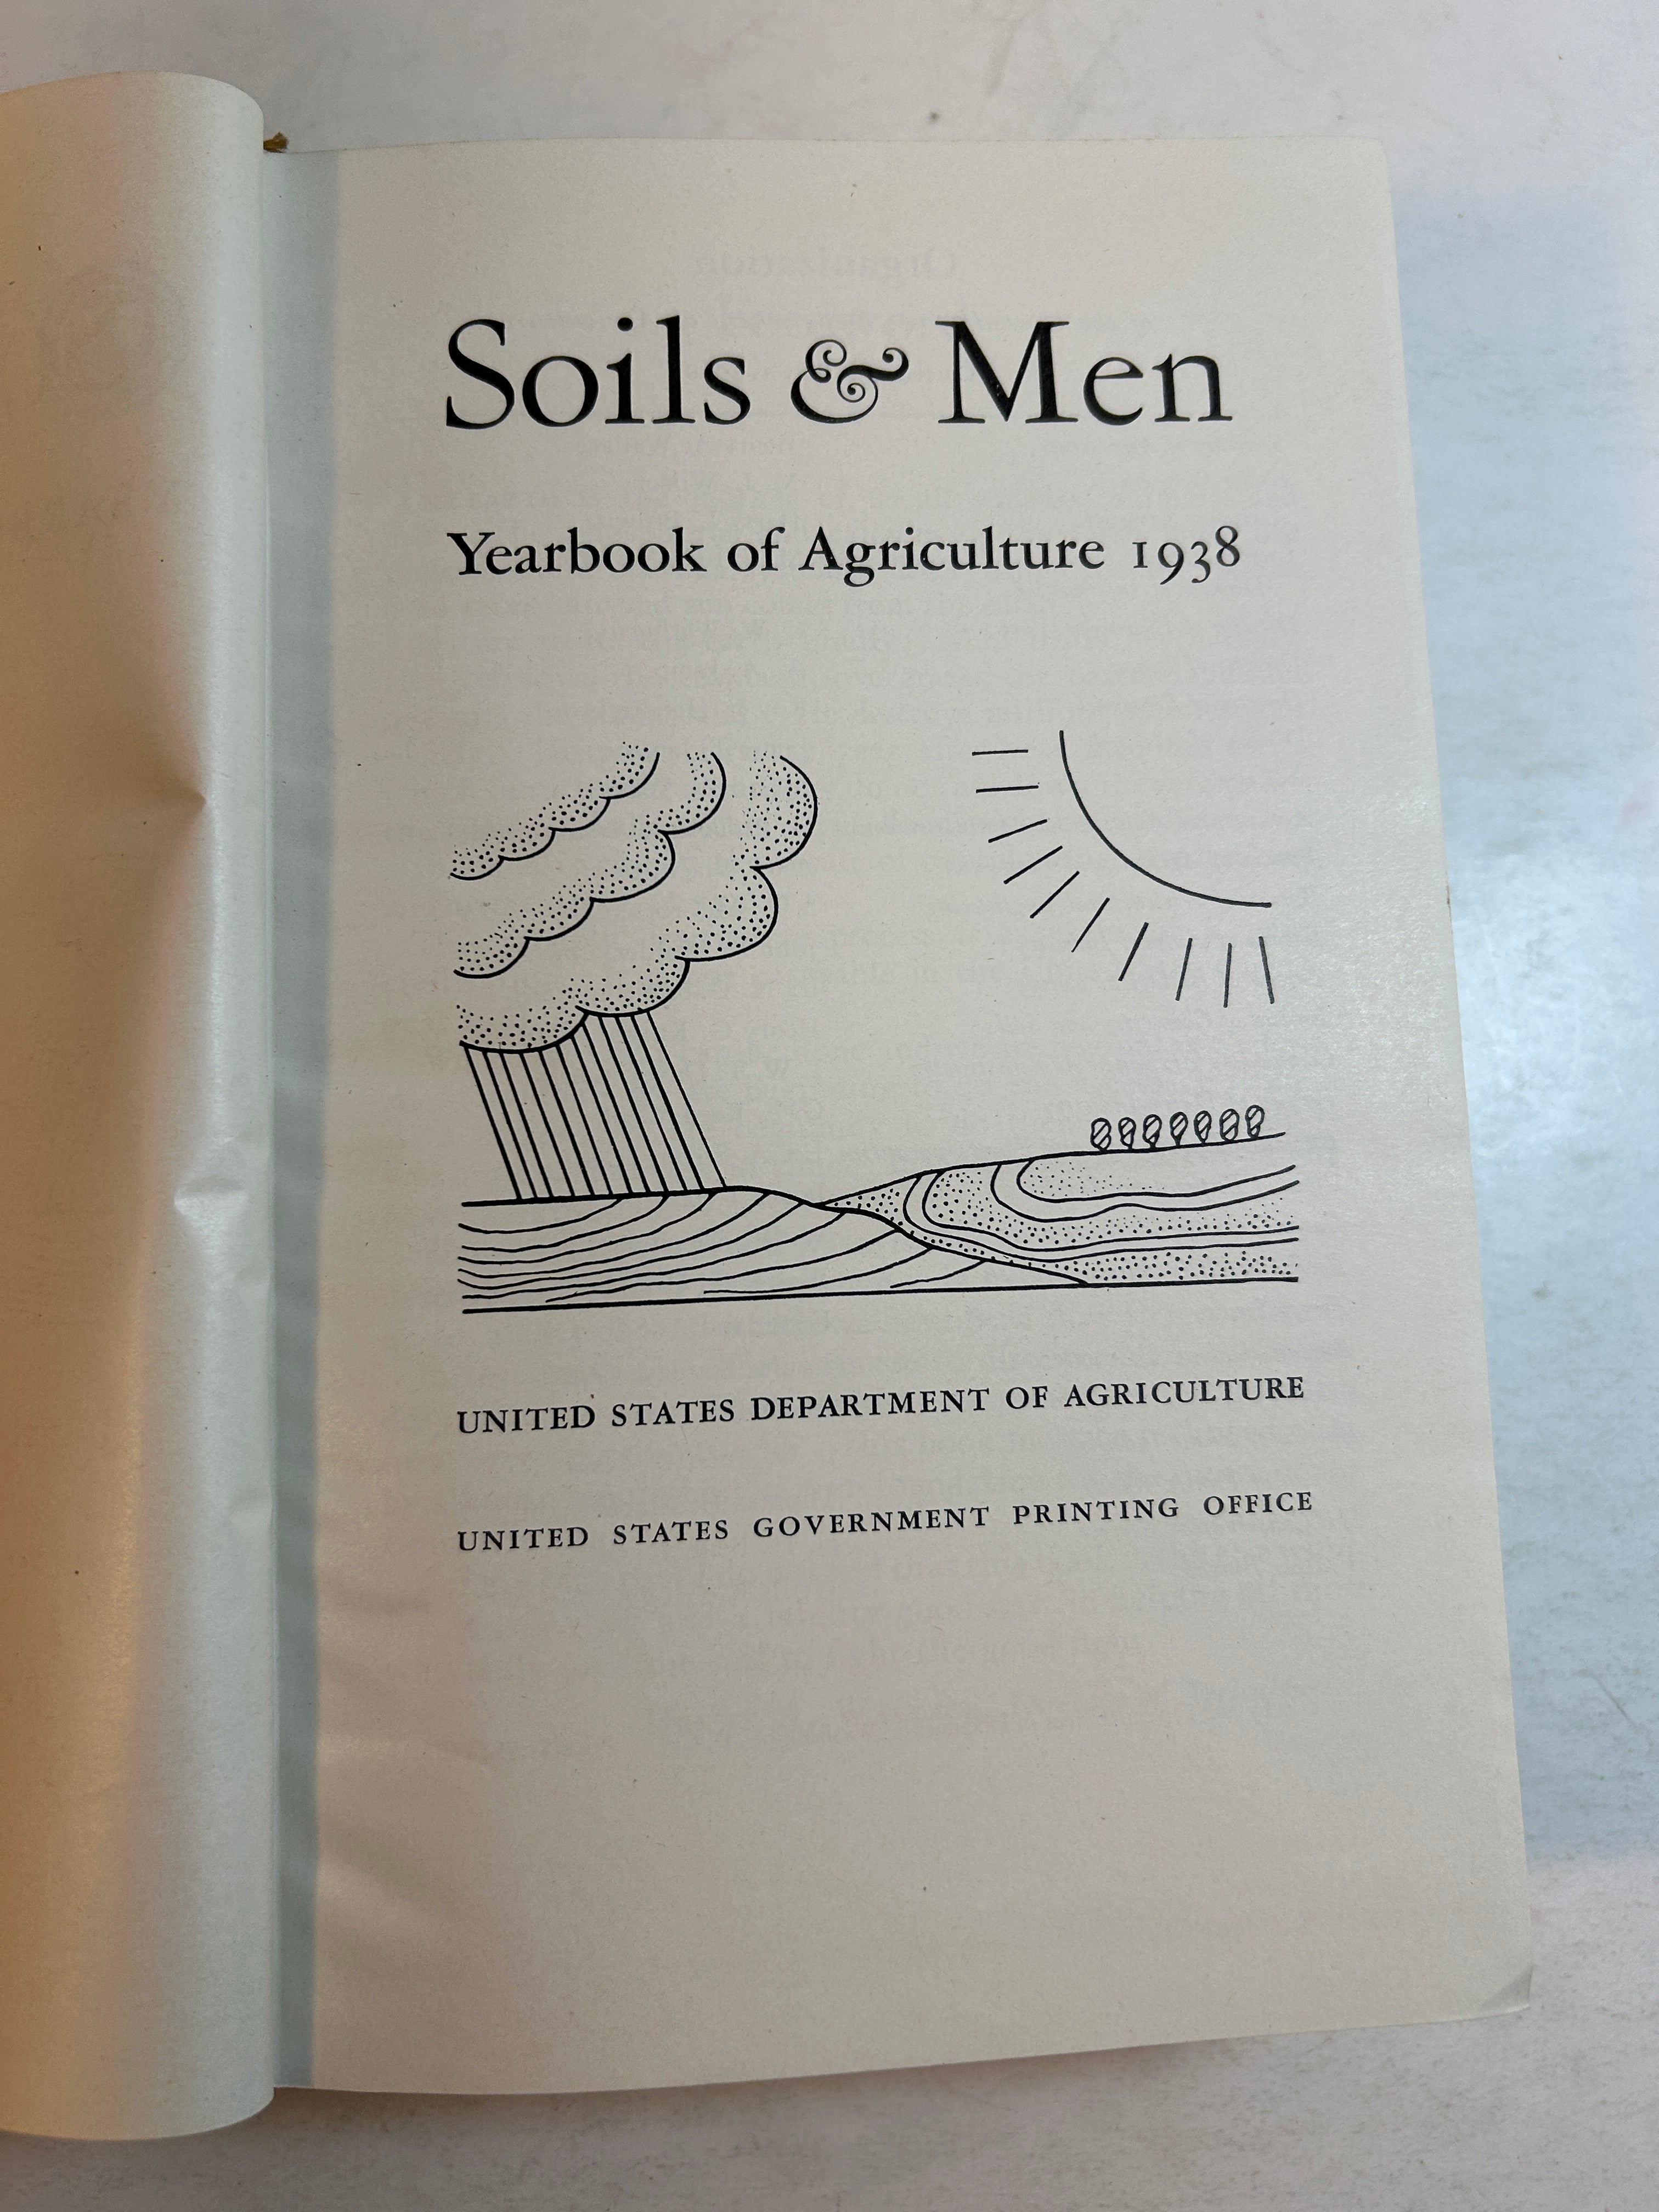 Soils & Men
Yearbook of Agriculture 1938
UNITED STATES DEPARTMENT OF AGRICULTURE
UNITED STATES GOVERNMENT PRINTING OFFICE